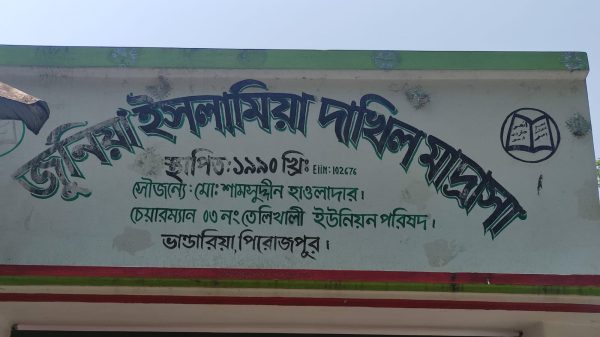 জুনিয়া ইসলামিয়া দাখিল মাদ্রাসা
স্থাপিত:১৯৯০ খ্রি: EIIN:102676
সৌজন্যে: মো: শামসুদ্দীন হাওলাদার।
চেয়ারম্যান ০৩ নং তেলিখালী ইউনিয়ন পরিষদ।
ভান্ডারিয়া, পিরোজপুর।